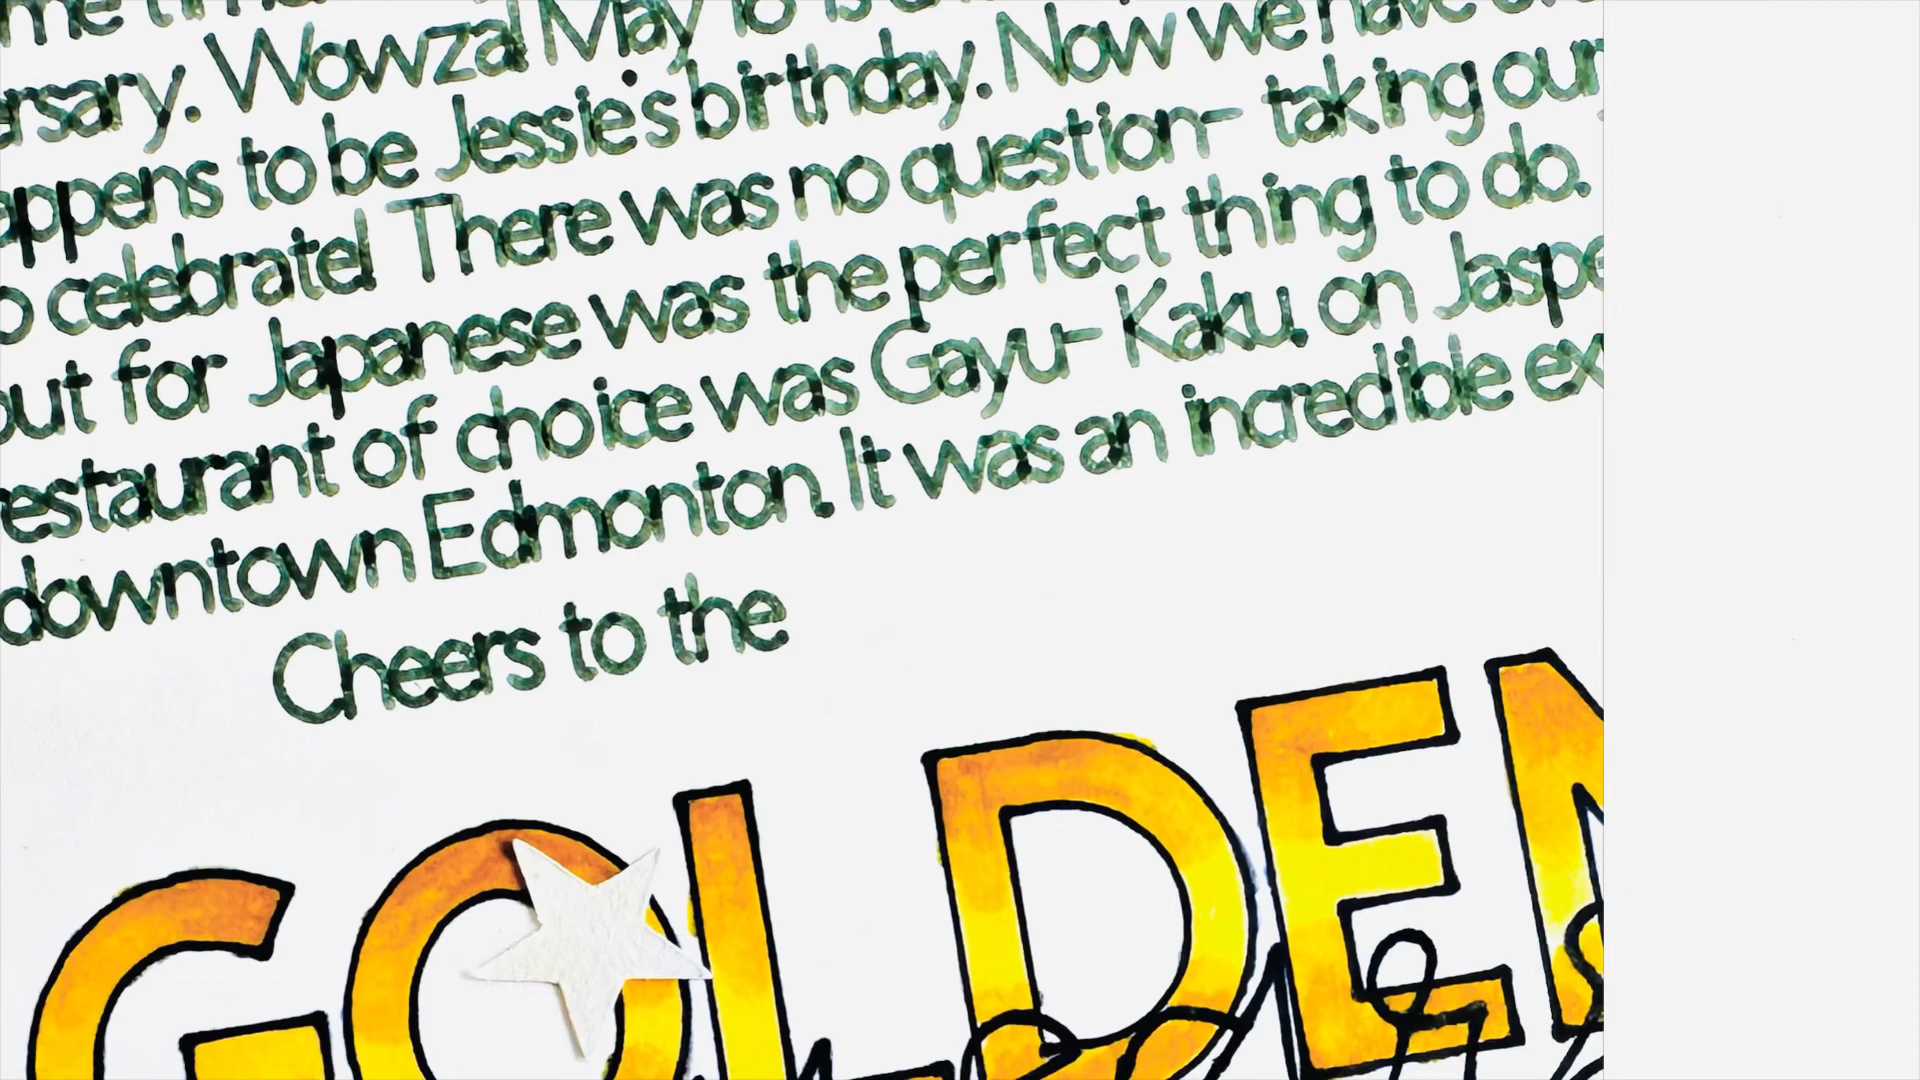 Wowza! May 18 is
ersary.
appens to be Jessie's birthday. Now we have
o celebrate! There was no question- taking our
out for Japanese was the perfect thing to do.
restaurant of choice was Gayu-Kaku. on Jaspe
downtown Edmonton. It was an incredible ex
Cheers to the
GOLDEN